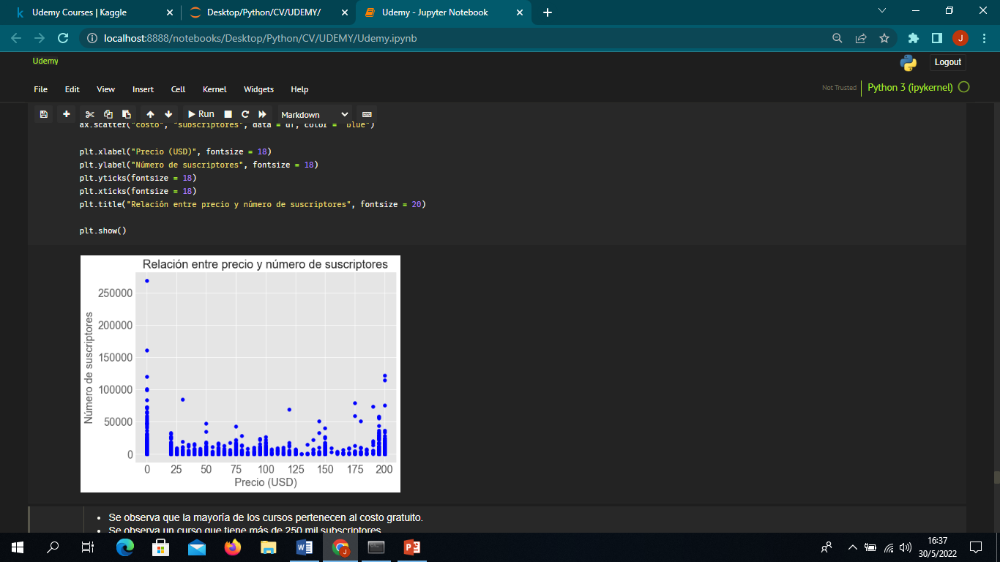 Udemy Courses | Kaggle
Desktop/Python/CV/UDEMY/
Udemy - Jupyter Notebook
localhost:8888/notebooks/Desktop/Python/CV/UDEMY/Udemy.ipynb
J
Udemy
Logout
File Edit View Insert Cell Kernel Widgets Help
Not Trusted
Python 3 (ipykernel)
Run
Markdown
ax.scatter("costo", "subscriptores", data = df, color = "blue")
plt.xlabel("Precio (USD)", fontsize = 18)
plt.ylabel("Número de suscriptores", fontsize = 18)
plt.yticks(fontsize = 18)
plt.xticks(fontsize = 18)
plt.title("Relación entre precio y número de suscriptores", fontsize = 20)
plt.show()
Relación entre precio y número de suscriptores
Número de suscriptores
250000
200000
150000
100000
50000
0
0 25 50 75 100 125 150 175 200
Precio (USD)
• Se observa que la mayoría de los cursos pertenecen al costo gratuito.
• Se observa un curso que tiene más de 250 mil subscriptores
16:37
30/5/2022